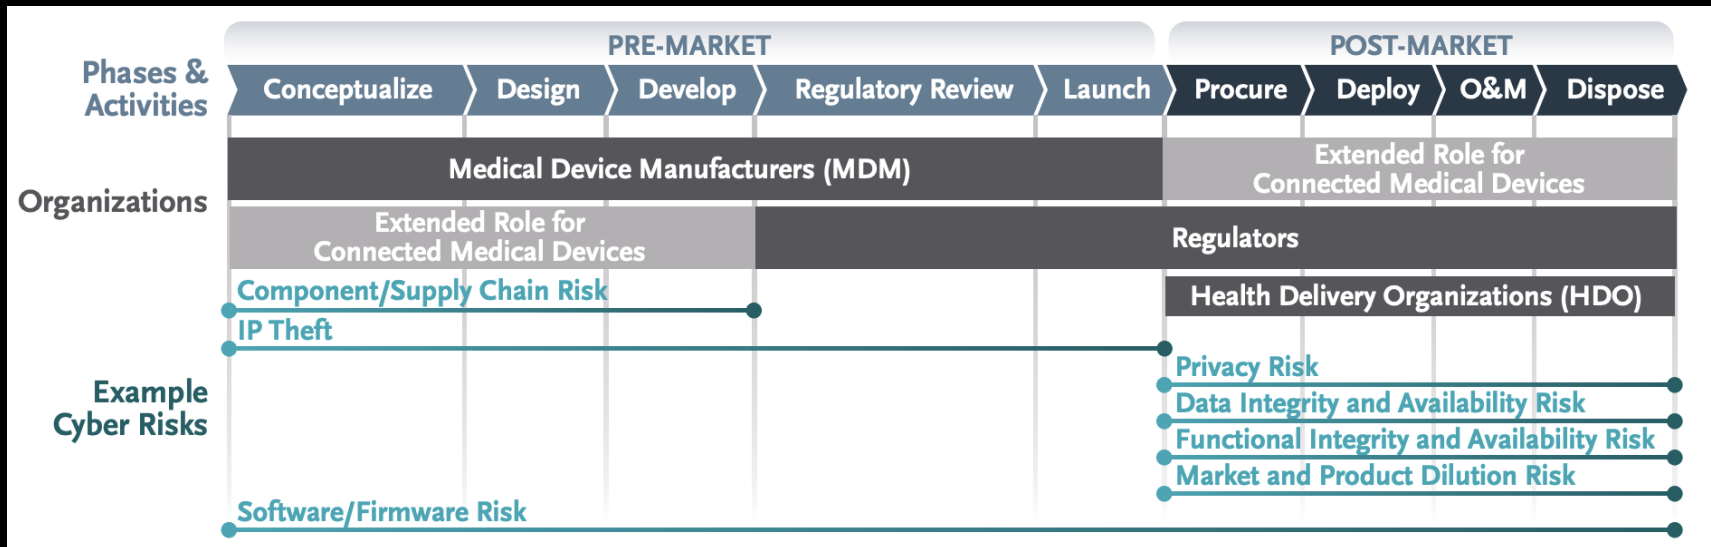 PRE-MARKET
POST-MARKET
Phases &
Activities
Conceptualize
Design
Develop
Regulatory Review
Launch
Procure
Deploy
O&M
Dispose
Organizations
Medical Device Manufacturers (MDM)
Extended Role for
Connected Medical Devices
Extended Role for
Connected Medical Devices
Regulators
Health Delivery Organizations (HDO)
Example
Cyber Risks
Component/Supply Chain Risk
IP Theft
Privacy Risk
Data Integrity and Availability Risk
Functional Integrity and Availability Risk
Market and Product Dilution Risk
Software/Firmware Risk